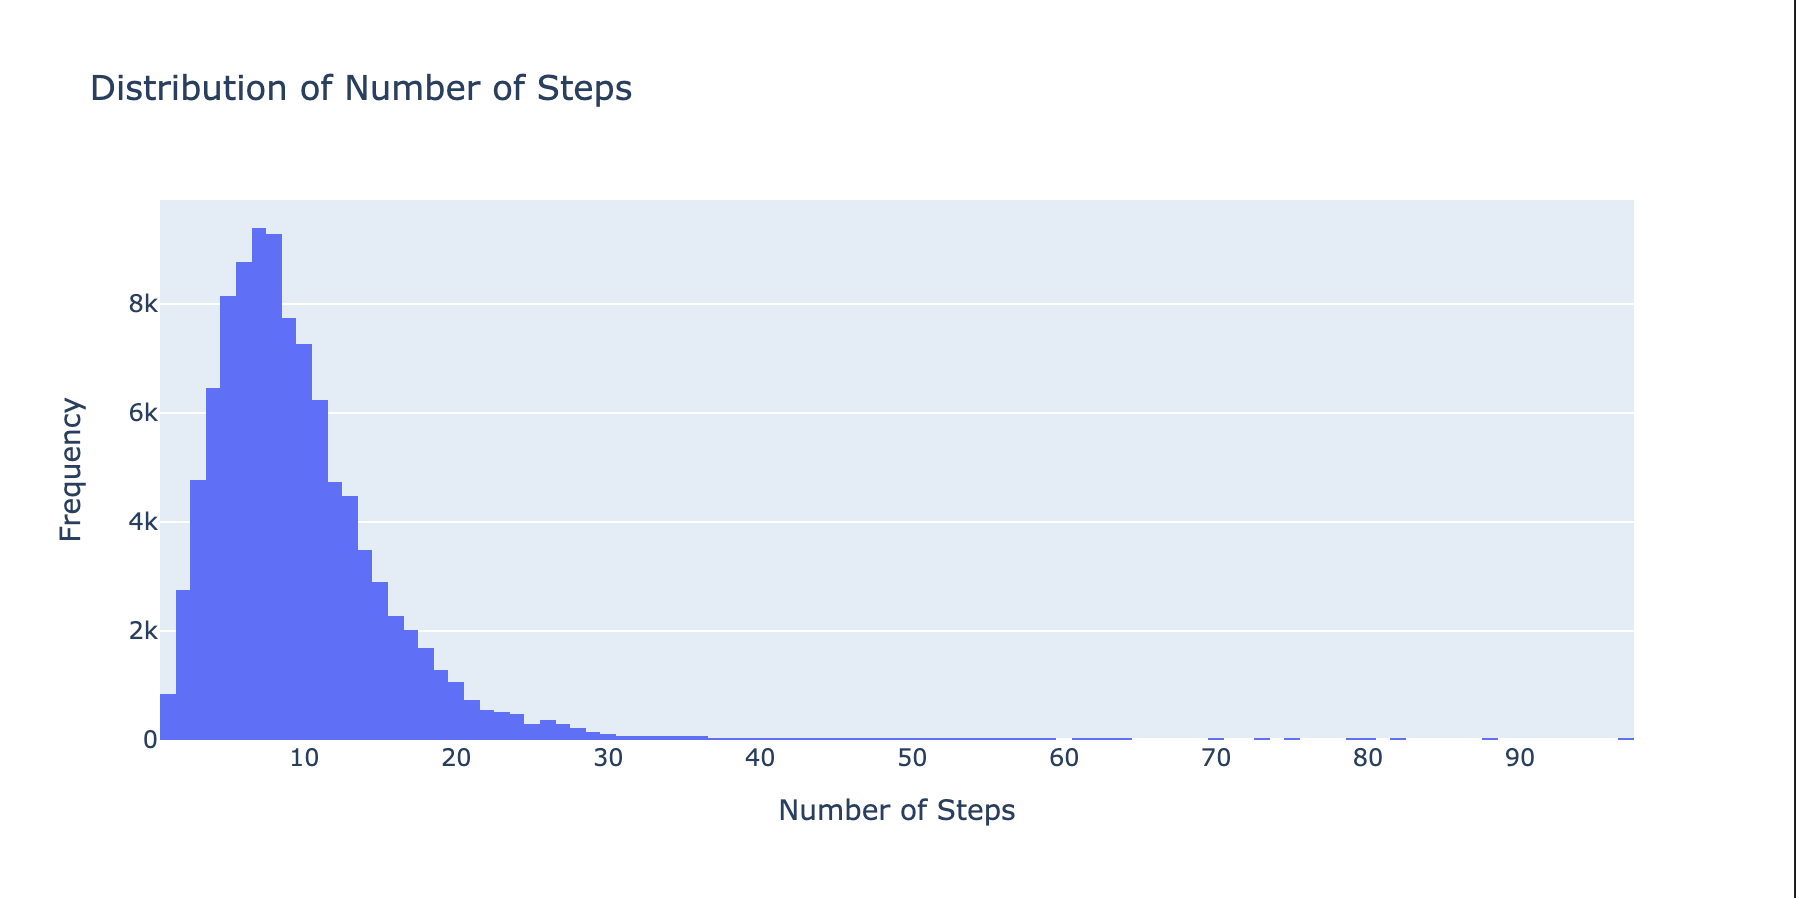 Distribution of Number of Steps
8k
6k
4k
2k
0
Frequency
10 20 30 40 50 60 70 80 90
Number of Steps